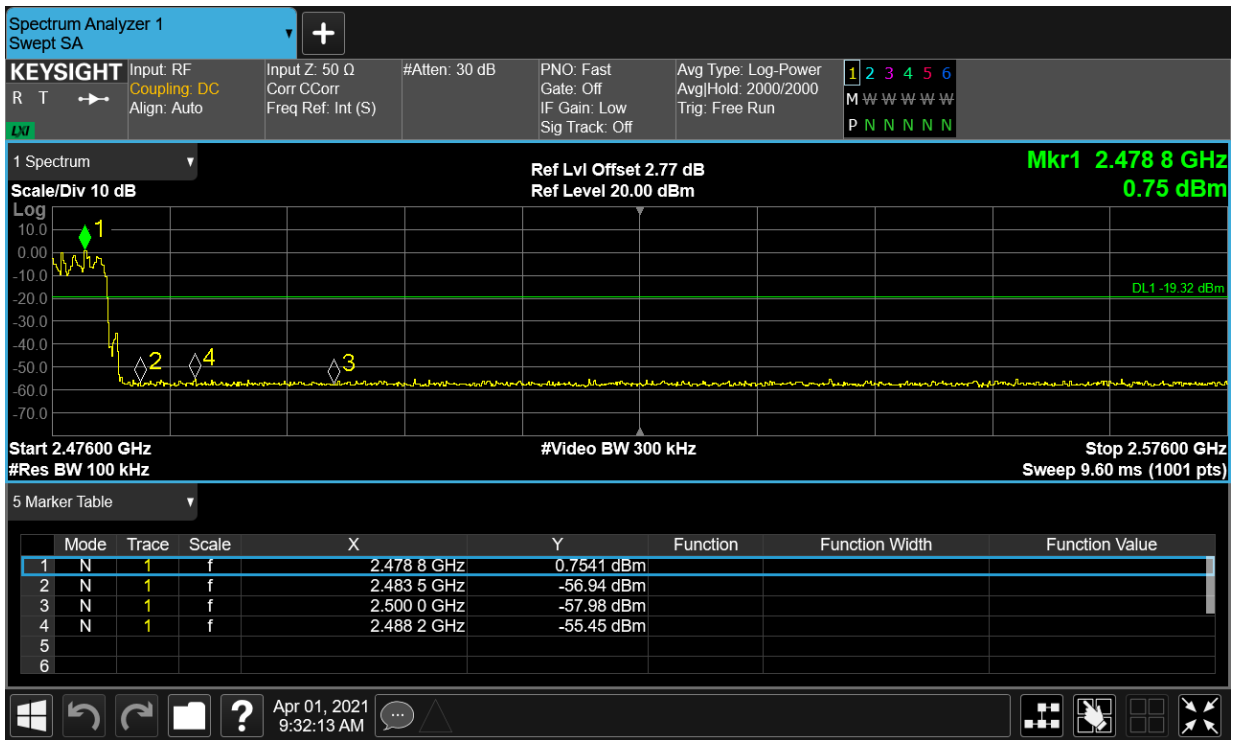 Spectrum Analyzer 1
Swept SA
KEYSIGHT
R T
LXI
Input: RF
Coupling: DC
Align: Auto
Input Z: 50 Ω
Corr CCorr
Freq Ref: Int (S)
#Atten: 30 dB
PNO: Fast
Gate: Off
IF Gain: Low
Sig Track: Off
Avg Type: Log-Power
Avg|Hold: 2000/2000
Trig: Free Run
1 2 3 4 5 6
M W W W W W
P N N N N N
1 Spectrum
Scale/Div 10 dB
Ref Lvl Offset 2.77 dB
Ref Level 20.00 dBm
Mkr1 2.478 8 GHz
0.75 dBm
Log
10.0
0.00
-10.0
-20.0
-30.0
-40.0
-50.0
-60.0
-70.0
1
DL1 -19.32 dBm
2
4
3
Start 2.47600 GHz
#Res BW 100 kHz
#Video BW 300 kHz
Stop 2.57600 GHz
Sweep 9.60 ms (1001 pts)
5 Marker Table
Mode Trace Scale X Y Function Function Width Function Value
1 N 1 f 2.478 8 GHz 0.7541 dBm
2 N 1 f 2.483 5 GHz -56.94 dBm
3 N 1 f 2.500 0 GHz -57.98 dBm
4 N 1 f 2.488 2 GHz -55.45 dBm
5
6
?
Apr 01, 2021
9:32:13 AM